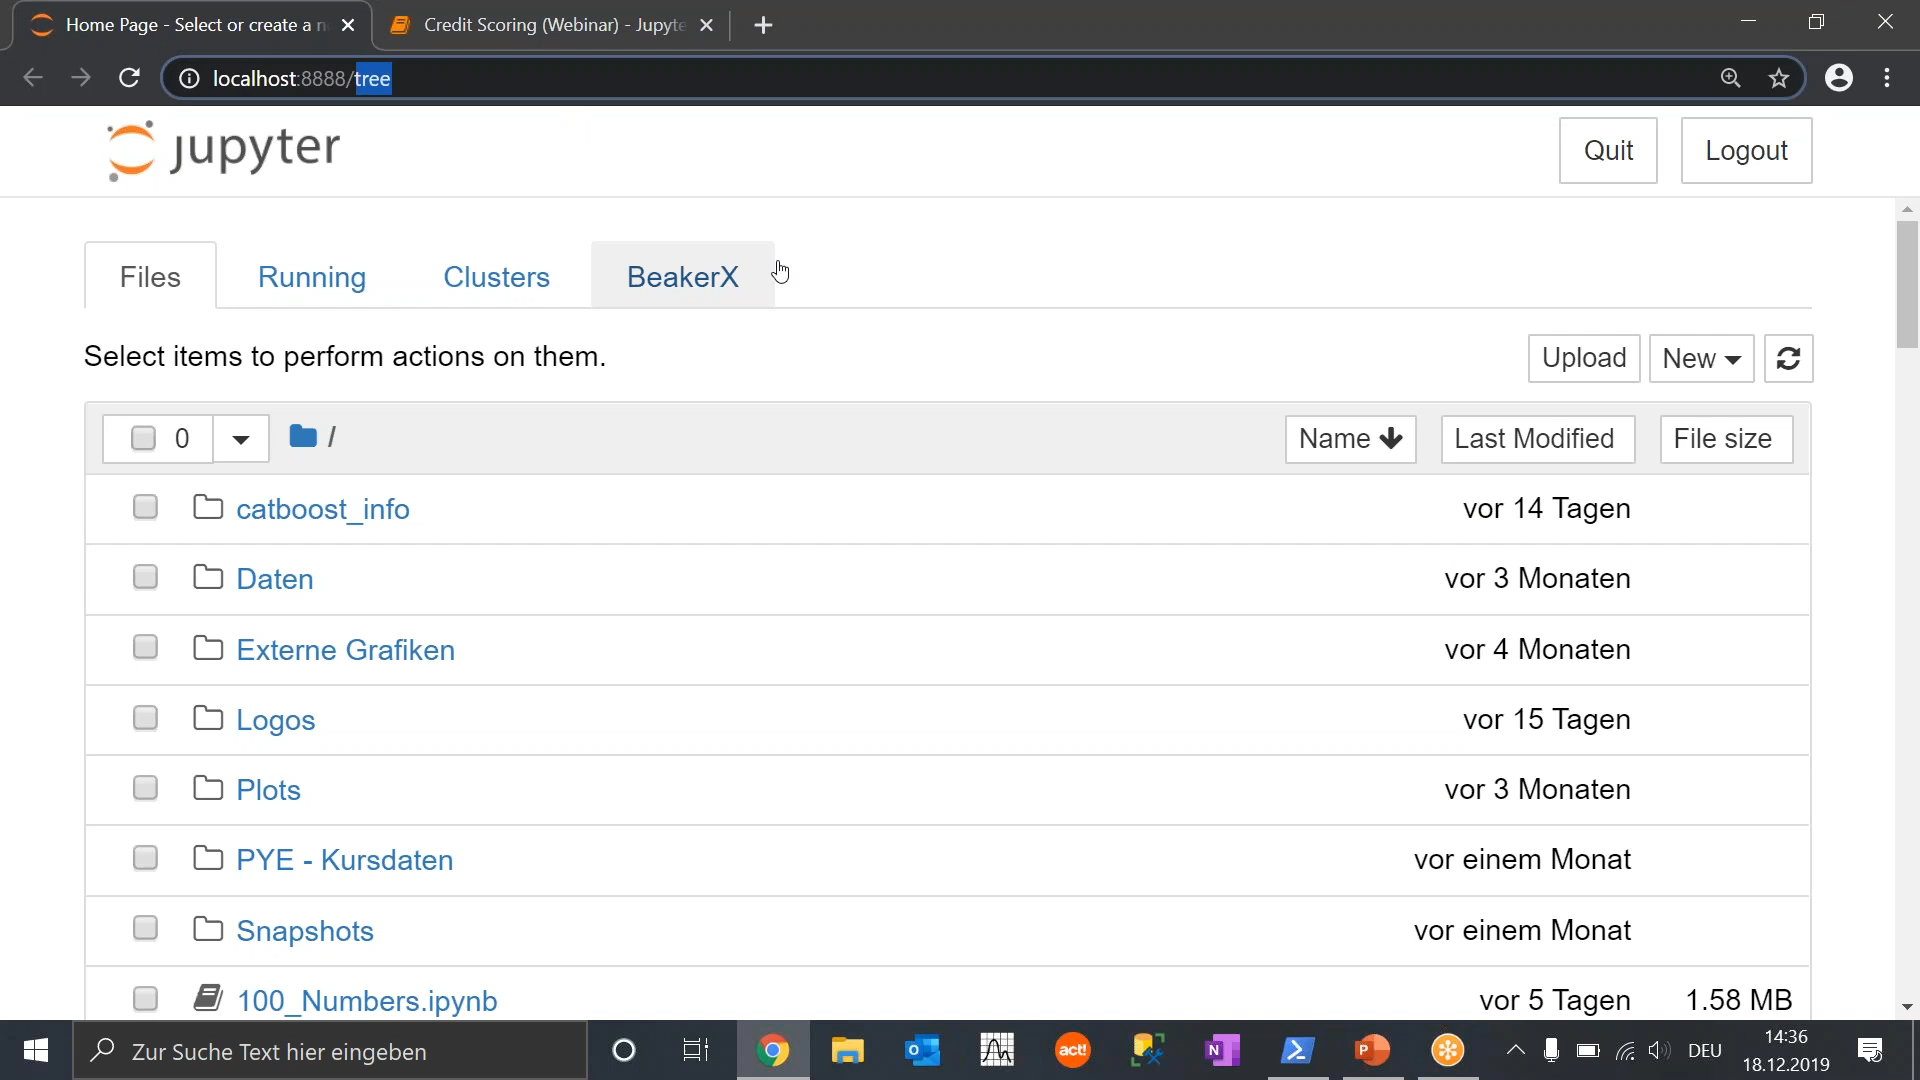 Home Page - Select or create a n
Credit Scoring (Webinar) - Jupyte
localhost:8888/tree
jupyter
Quit
Logout
Files
Running
Clusters
BeakerX
Select items to perform actions on them.
Upload
New
0
/
Name
Last Modified
File size
catboost_info
vor 14 Tagen
Daten
vor 3 Monaten
Externe Grafiken
vor 4 Monaten
Logos
vor 15 Tagen
Plots
vor 3 Monaten
PYE - Kursdaten
vor einem Monat
Snapshots
vor einem Monat
100_Numbers.ipynb
vor 5 Tagen
1.58 MB
Zur Suche Text hier eingeben
act!
DEU
14:36
18.12.2019